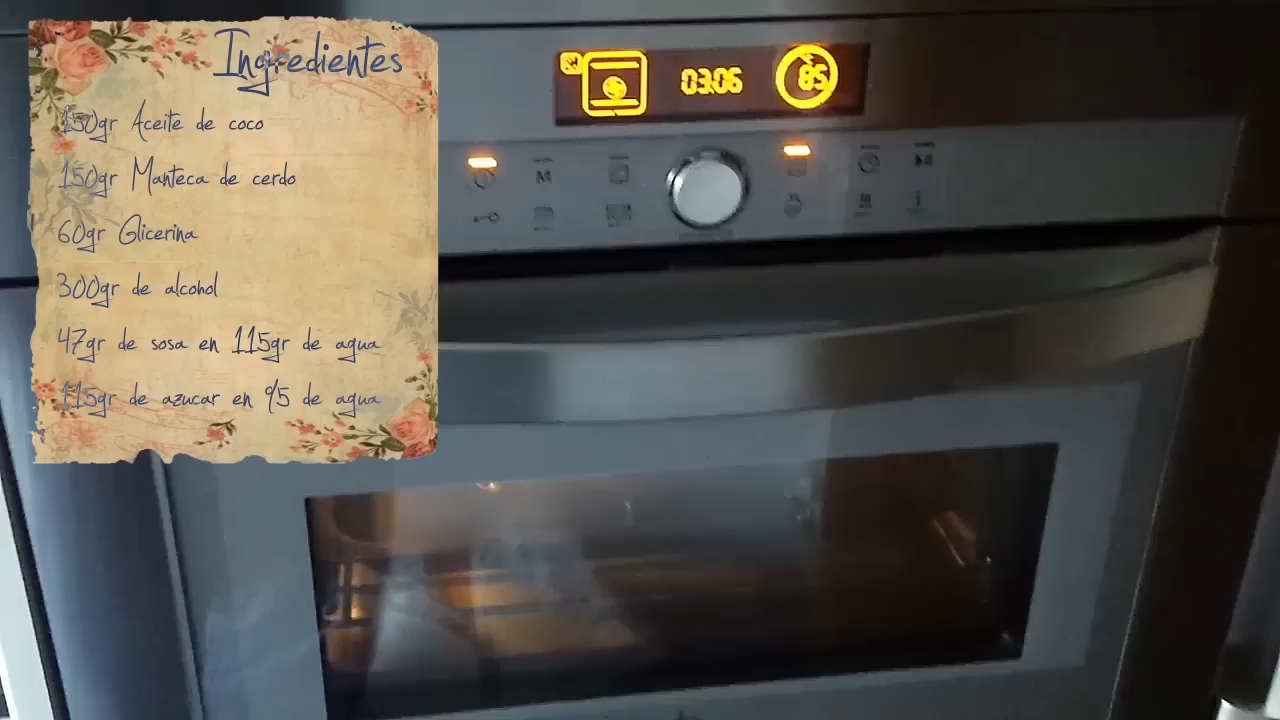 Ingredientes
150gr Aceite de coco
150gr Manteca de cerdo
60gr Glicerina
300gr de alcohol
47gr de sosa en 115gr de agua
115gr de azucar en 95 de agua
03:06
85
M